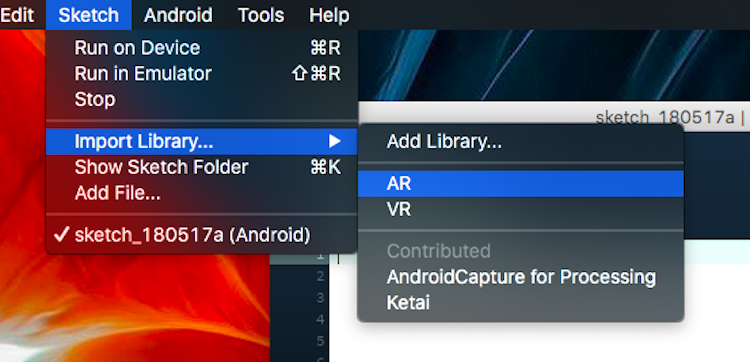 Edit Sketch Android Tools Help
Run on Device ⌘R
Run in Emulator ⇧⌘R
Stop
sketch_180517a |
Import Library... ▶
Add Library...
Show Sketch Folder ⌘K
Add File...
AR
VR
✓ sketch_180517a (Android)
Contributed
AndroidCapture for Processing
Ketai
1
2
3
4
5
6